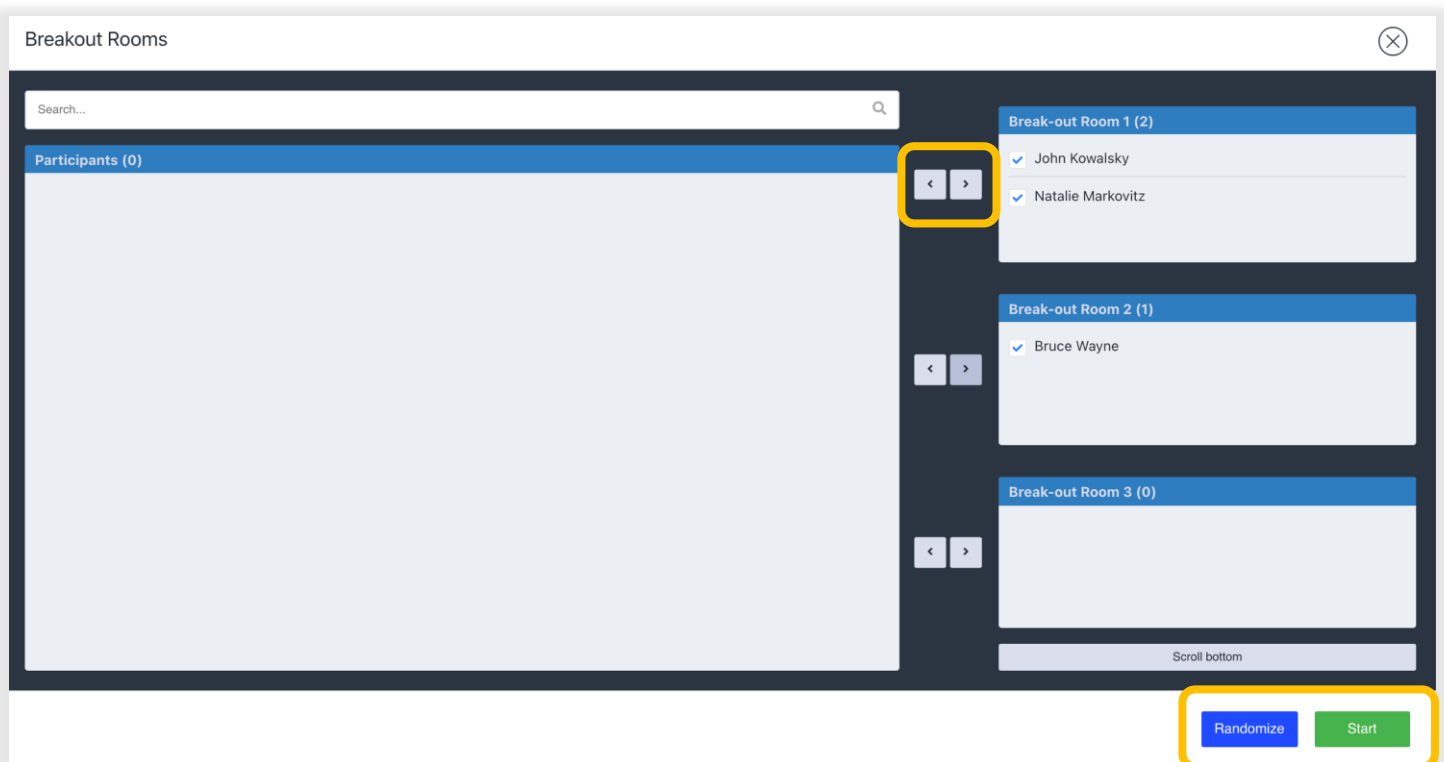 Breakout Rooms
Search...
Participants (0)
Break-out Room 1 (2)
John Kowalsky
Natalie Markovitz
Break-out Room 2 (1)
Bruce Wayne
Break-out Room 3 (0)
Scroll bottom
Randomize
Start